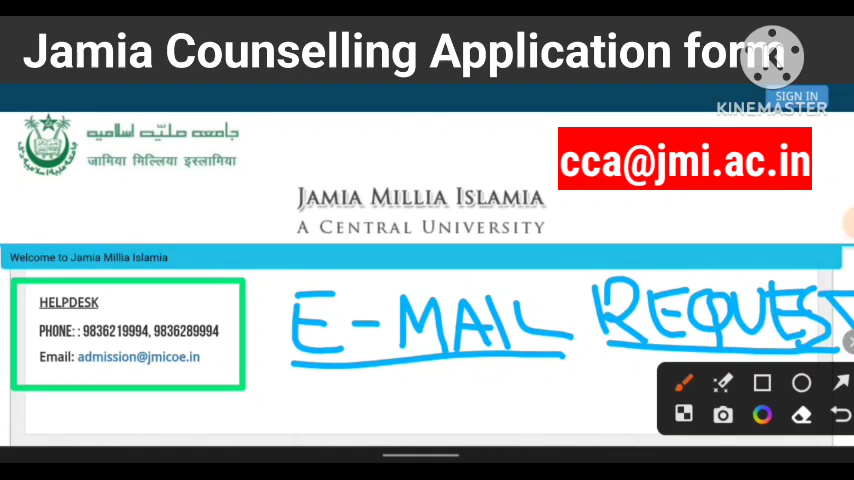 Jamia Counselling Application form
SIGN IN
KINEMASTER
جامعہ ملیّہ اسلامیہ
जामिया मिल्लिया इस्लामिया
cca@jmi.ac.in
JAMIA MILLIA ISLAMIA
A CENTRAL UNIVERSITY
Welcome to Jamia Millia Islamia
HELPDESK
PHONE: : 9836219994, 9836289994
Email: admission@jmicoe.in
E-MAIL REQUEST